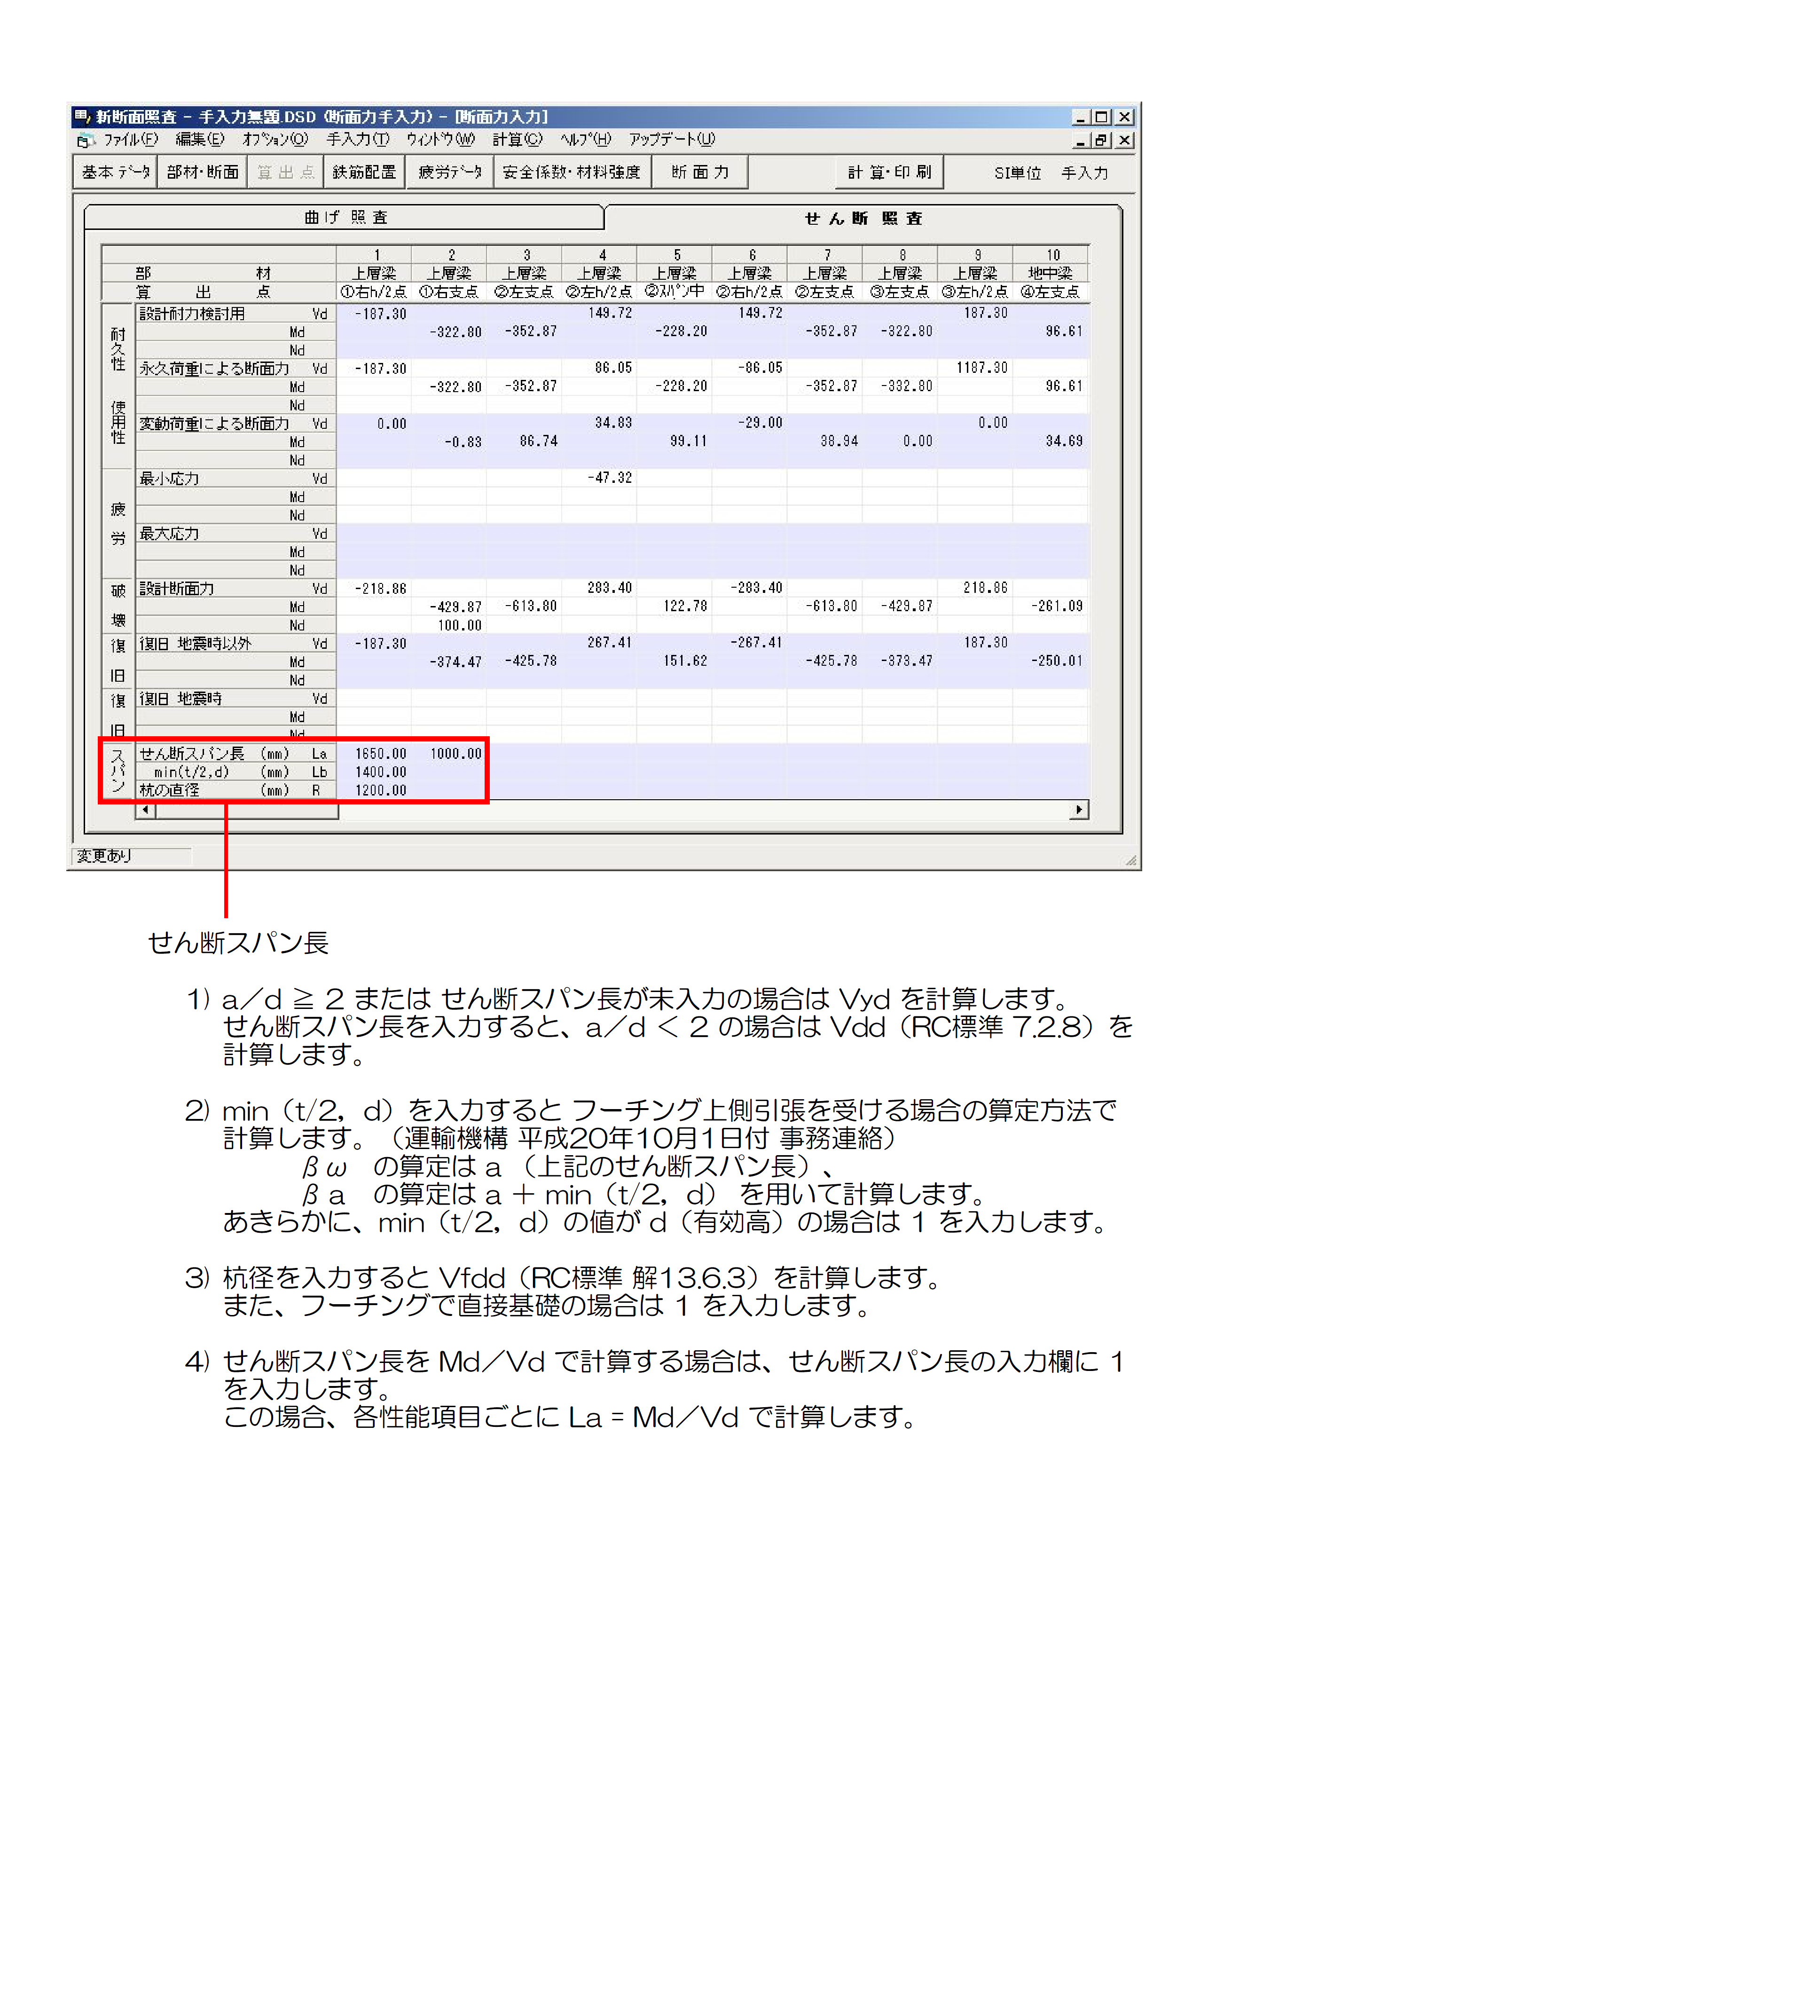 新断面照査 - 手入力無題.DSD (断面力手入力) - [断面力入力]
ファイル(F) 編集(E) オプション(O) 手入力(T) ウィンドウ(W) 計算(C) ヘルプ(H) アップデート(U)
基本データ 部材・断面 算出点 鉄筋配置 疲労データ 安全係数・材料強度 断面力 計算・印刷 SI単位 手入力
曲げ照査 せん断照査
1 2 3 4 5 6 7 8 9 10
部材 上層梁 上層梁 上層梁 上層梁 上層梁 上層梁 上層梁 上層梁 上層梁 地中梁
算出点 ①右h/2点 ①右支点 ②左支点 ②左h/2点 ②スパン中 ②右h/2点 ②左支点 ③左支点 ③左h/2点 ④左支点
耐久性
設計耐力検討用 Vd -187.30 149.72 149.72 187.30
Md -322.80 -352.87 -228.20 -352.87 -322.80 96.61
Nd
使用性
永久荷重による断面力 Vd -187.30 86.05 -86.05 1187.30
Md -322.80 -352.87 -228.20 -352.87 -332.80 96.61
Nd
変動荷重による断面力 Vd 0.00 34.83 -29.00 0.00
Md -0.83 86.74 99.11 38.94 0.00 34.69
Nd
疲労
最小応力 Vd -47.32
Md
Nd
最大応力 Vd
Md
Nd
破壊
設計断面力 Vd -218.86 283.40 -283.40 218.86
Md -429.87 -613.80 122.78 -613.80 -429.87 -261.09
Nd 100.00
復旧
復旧 地震時以外 Vd -187.30 267.41 -267.41 187.30
Md -374.47 -425.78 151.62 -425.78 -373.47 -250.01
Nd
復旧
復旧 地震時 Vd
Md
Nd
スパン
せん断スパン長 (mm) La 1650.00 1000.00
min(t/2,d) (mm) Lb 1400.00
杭の直径 (mm) R 1200.00
変更あり
せん断スパン長
1) a/d ≧ 2 または せん断スパン長が未入力の場合は Vyd を計算します。
せん断スパン長を入力すると、a/d < 2 の場合は Vdd（RC標準 7.2.8）を
計算します。
2) min（t/2，d）を入力すると フーチング上側引張を受ける場合の算定方法で
計算します。（運輸機構 平成20年10月1日付 事務連絡）
βω の算定は a （上記のせん断スパン長）、
βa の算定は a ＋ min（t/2，d） を用いて計算します。
あきらかに、min（t/2，d）の値が d（有効高）の場合は 1 を入力します。
3) 杭径を入力すると Vfdd（RC標準 解13.6.3）を計算します。
また、フーチングで直接基礎の場合は 1 を入力します。
4) せん断スパン長を Md/Vd で計算する場合は、せん断スパン長の入力欄に 1
を入力します。
この場合、各性能項目ごとに La = Md/Vd で計算します。